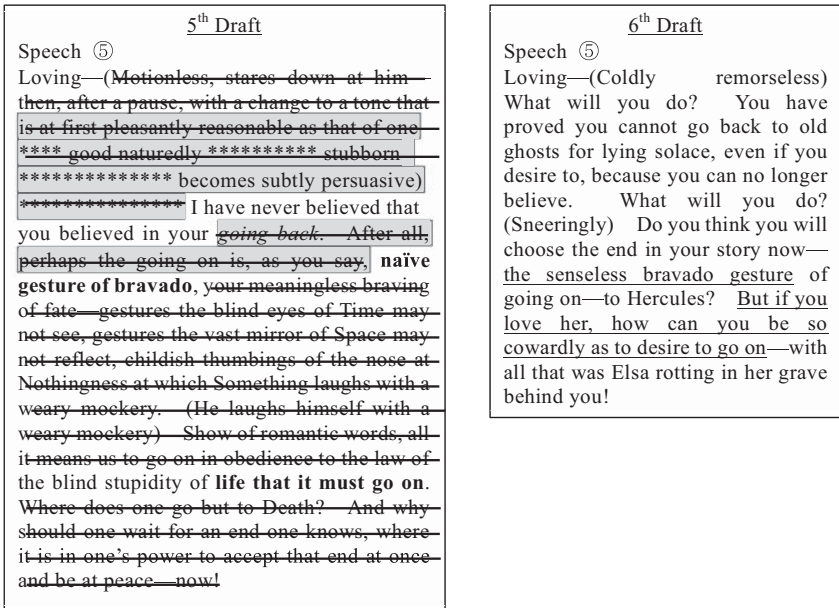 5th Draft
Speech ⑤
Loving—(Motionless, stares down at him—
then, after a pause, with a change to a tone that
is at first pleasantly reasonable as that of one
**** good naturedly ********** stubborn
************** becomes subtly persuasive)
*************** I have never believed that
you believed in your going back. After all,
perhaps the going on is, as you say, naïve
gesture of bravado, your meaningless braving
of fate—gestures the blind eyes of Time may
not see, gestures the vast mirror of Space may
not reflect, childish thumbings of the nose at
Nothingness at which Something laughs with a
weary mockery. (He laughs himself with a
weary mockery) Show of romantic words, all
it means us to go on in obedience to the law of
the blind stupidity of life that it must go on.
Where does one go but to Death? And why
should one wait for an end one knows, where
it is in one's power to accept that end at once
and be at peace—now!
6th Draft
Speech ⑤
Loving—(Coldly remorseless)
What will you do? You have
proved you cannot go back to old
ghosts for lying solace, even if you
desire to, because you can no longer
believe. What will you do?
(Sneeringly) Do you think you will
choose the end in your story now—
the senseless bravado gesture of
going on—to Hercules? But if you
love her, how can you be so
cowardly as to desire to go on—with
all that was Elsa rotting in her grave
behind you!